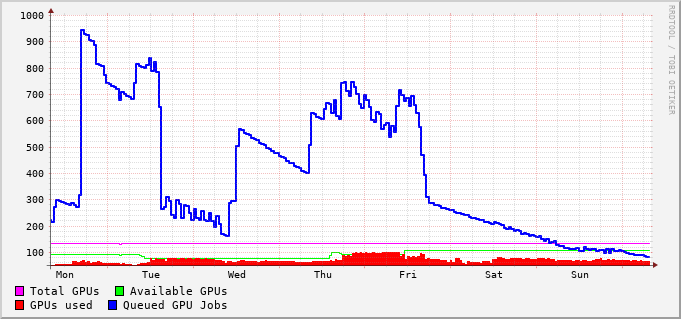 1000
900
800
700
600
500
400
300
200
100
Mon Tue Wed Thu Fri Sat Sun
Total GPUs Available GPUs
GPUs used Queued GPU Jobs
RRDTOOL / TOBI OETIKER